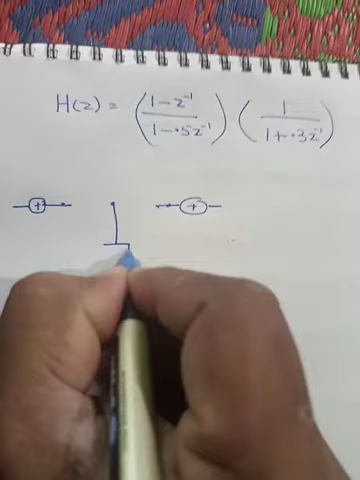 H(z) = ( (1 - z⁻¹) / (1 - .5z⁻¹) ) ( 1 / (1 + .3z⁻¹) )
+ +